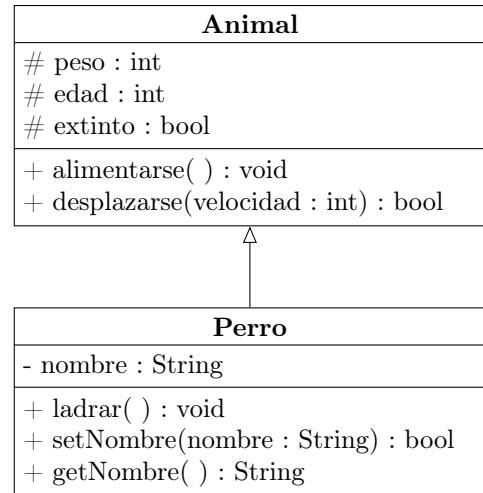 Animal
# peso : int
# edad : int
# extinto : bool
+ alimentarse( ) : void
+ desplazarse(velocidad : int) : bool
Perro
- nombre : String
+ ladrar( ) : void
+ setNombre(nombre : String) : bool
+ getNombre( ) : String